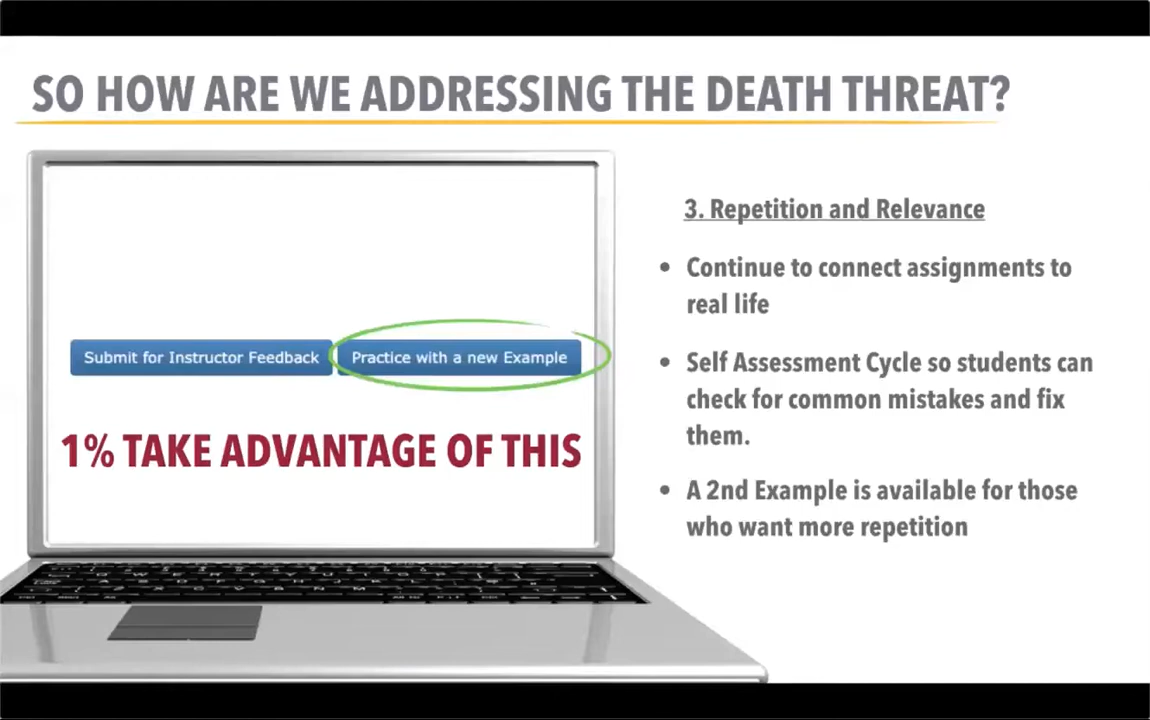 SO HOW ARE WE ADDRESSING THE DEATH THREAT?
Submit for Instructor Feedback
Practice with a new Example
1% TAKE ADVANTAGE OF THIS
3. Repetition and Relevance
• Continue to connect assignments to
real life
• Self Assessment Cycle so students can
check for common mistakes and fix
them.
• A 2nd Example is available for those
who want more repetition